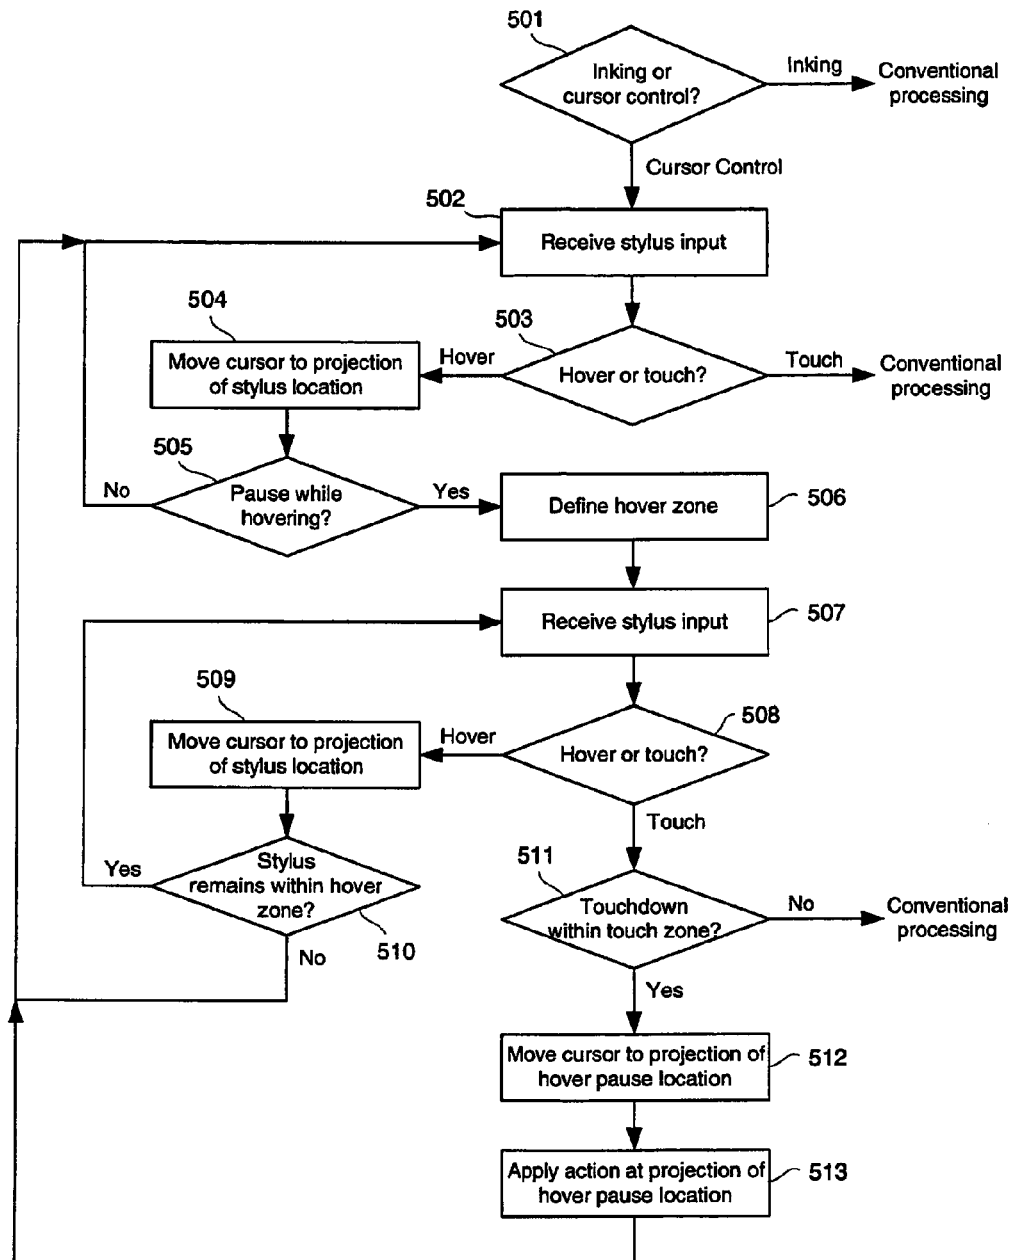 501
Inking or
cursor control?
Inking
Conventional
processing
Cursor Control
502
Receive stylus input
504
Move cursor to projection
of stylus location
Hover
503
Hover or touch?
Touch
Conventional
processing
505
No
Pause while
hovering?
Yes
Define hover zone
506
Receive stylus input
507
509
Move cursor to projection
of stylus location
Hover
508
Hover or touch?
Touch
Yes
Stylus
remains within hover
zone?
510
No
511
Touchdown
within touch zone?
No
Conventional
processing
Yes
Move cursor to projection of
hover pause location
512
Apply action at projection of
hover pause location
513